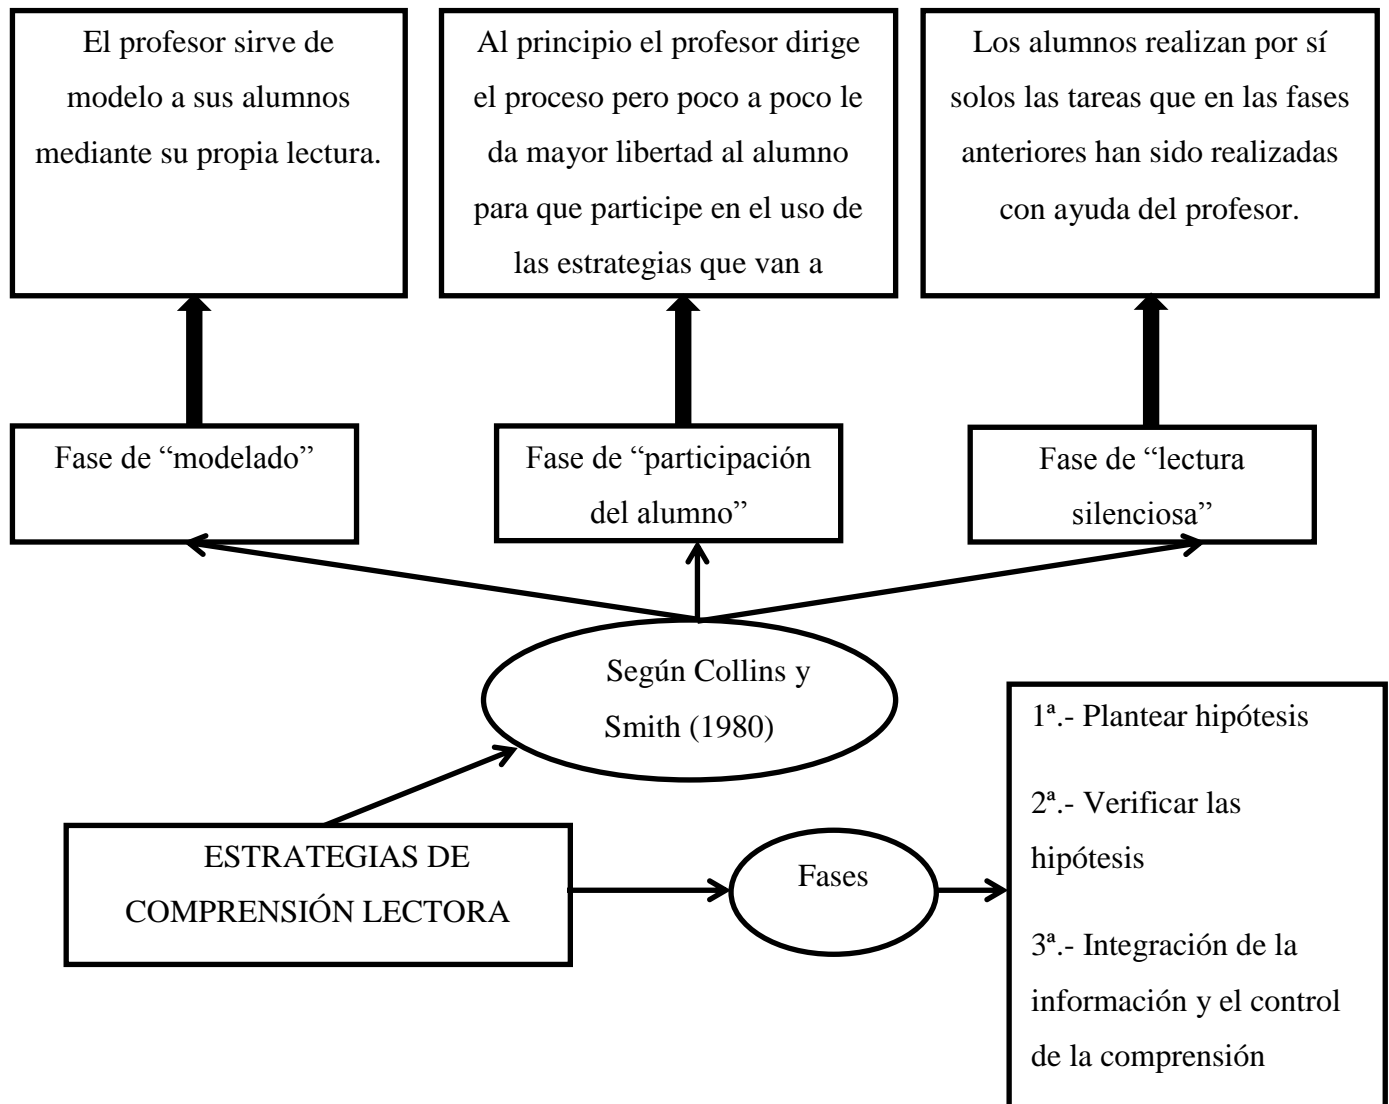 El profesor sirve de
modelo a sus alumnos
mediante su propia lectura.
Al principio el profesor dirige
el proceso pero poco a poco le
da mayor libertad al alumno
para que participe en el uso de
las estrategias que van a
Los alumnos realizan por sí
solos las tareas que en las fases
anteriores han sido realizadas
con ayuda del profesor.
Fase de “modelado”
Fase de “participación
del alumno”
Fase de “lectura
silenciosa”
Según Collins y
Smith (1980)
ESTRATEGIAS DE
COMPRENSIÓN LECTORA
Fases
1ª.- Plantear hipótesis
2ª.- Verificar las
hipótesis
3ª.- Integración de la
información y el control
de la comprensión